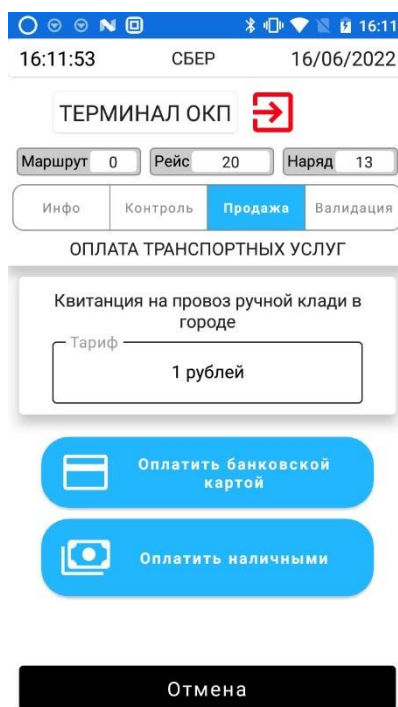 16:11
16:11:53 СБЕР 16/06/2022
ТЕРМИНАЛ ОКП
Маршрут 0 Рейс 20 Наряд 13
Инфо Контроль Продажа Валидация
ОПЛАТА ТРАНСПОРТНЫХ УСЛУГ
Квитанция на провоз ручной клади в
городе
Тариф
1 рублей
Оплатить банковской
картой
Оплатить наличными
Отмена